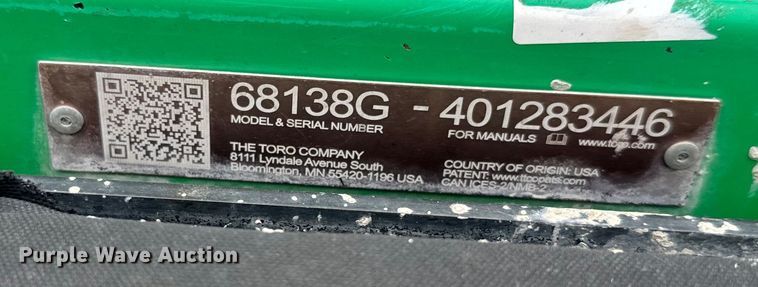 68138G - 401283446
MODEL & SERIAL NUMBER
FOR MANUALS www.toro.com
THE TORO COMPANY
8111 Lyndale Avenue South
Bloomington, MN 55420-1196 USA
COUNTRY OF ORIGIN: USA
PATENT: www.ttcopats.com
CAN ICES-2/NMB-2
Purple Wave Auction